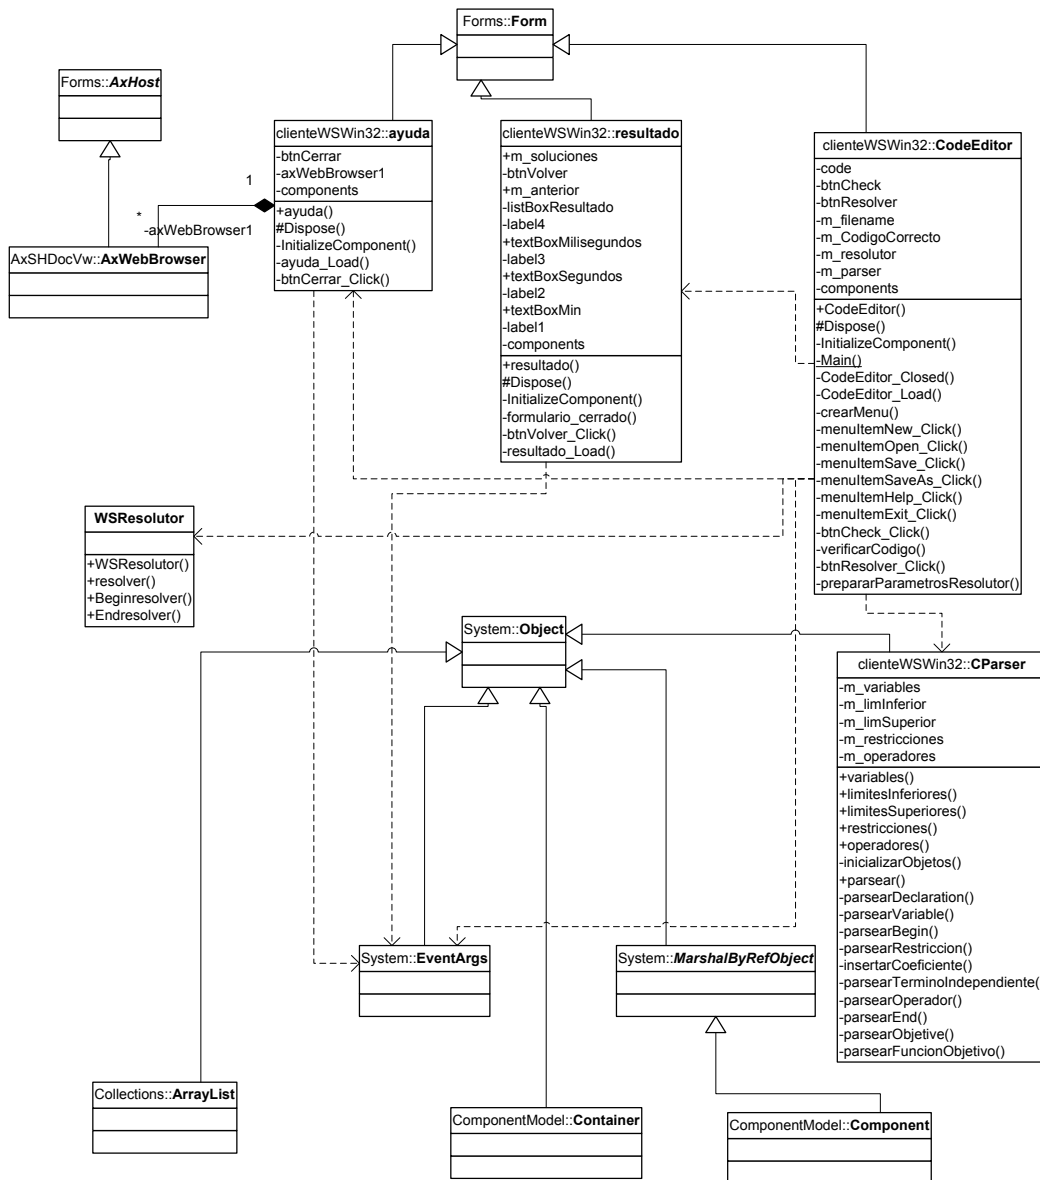 Forms::Form
Forms::AxHost
clienteWSWin32::ayuda
-btnCerrar
-axWebBrowser1
-components
+ayuda()
#Dispose()
-InitializeComponent()
-ayuda_Load()
-btnCerrar_Click()
1
*
-axWebBrowser1
AxSHDocVw::AxWebBrowser
clienteWSWin32::resultado
+m_soluciones
-btnVolver
+m_anterior
-listBoxResultado
-label4
+textBoxMilisegundos
-label3
+textBoxSegundos
-label2
+textBoxMin
-label1
-components
+resultado()
#Dispose()
-InitializeComponent()
-formulario_cerrado()
-btnVolver_Click()
-resultado_Load()
clienteWSWin32::CodeEditor
-code
-btnCheck
-btnResolver
-m_filename
-m_CodigoCorrecto
-m_resolutor
-m_parser
-components
+CodeEditor()
#Dispose()
-InitializeComponent()
-Main()
-CodeEditor_Closed()
-CodeEditor_Load()
-crearMenu()
-menuItemNew_Click()
-menuItemOpen_Click()
-menuItemSave_Click()
-menuItemSaveAs_Click()
-menuItemHelp_Click()
-menuItemExit_Click()
-btnCheck_Click()
-verificarCodigo()
-btnResolver_Click()
-prepararParametrosResolutor()
WSResolutor
+WSResolutor()
+resolver()
+Beginresolver()
+Endresolver()
System::Object
clienteWSWin32::CParser
-m_variables
-m_limInferior
-m_limSuperior
-m_restricciones
-m_operadores
+variables()
+limitesInferiores()
+limitesSuperiores()
+restricciones()
+operadores()
-inicializarObjetos()
+parsear()
-parsearDeclaration()
-parsearVariable()
-parsearBegin()
-parsearRestriccion()
-insertarCoeficiente()
-parsearTerminoIndependiente(
-parsearOperador()
-parsearEnd()
-parsearObjetive()
-parsearFuncionObjetivo()
System::EventArgs
System::MarshalByRefObject
Collections::ArrayList
ComponentModel::Container
ComponentModel::Component